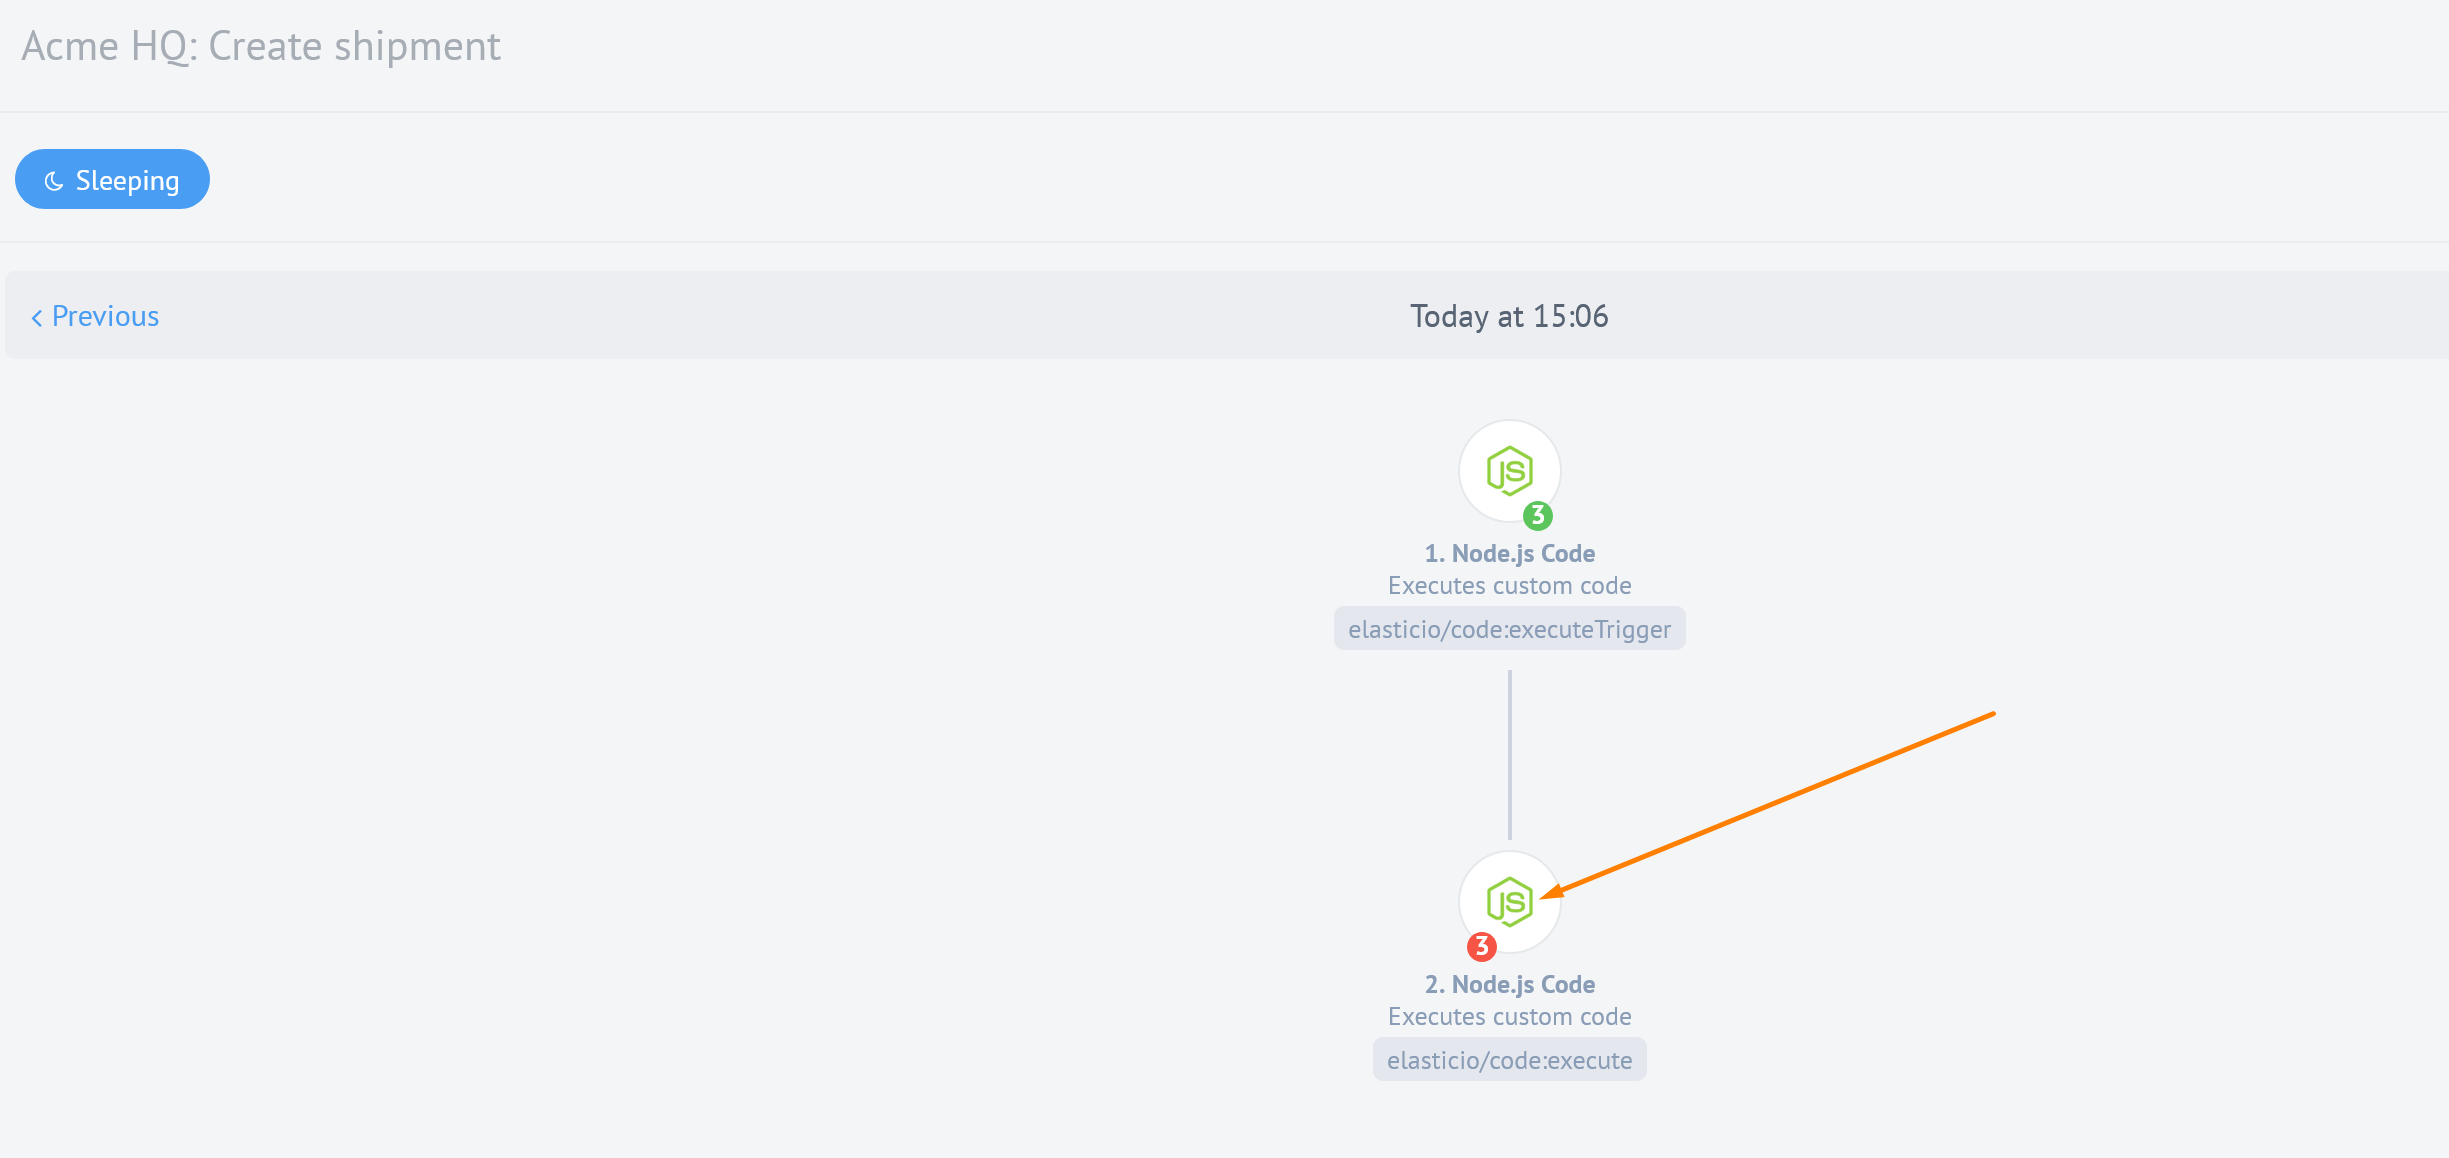 Acme HQ: Create shipment
Sleeping
Previous
Today at 15:06
JS
3
1. Node.js Code
Executes custom code
elasticio/code:executeTrigger
JS
3
2. Node.js Code
Executes custom code
elasticio/code:execute